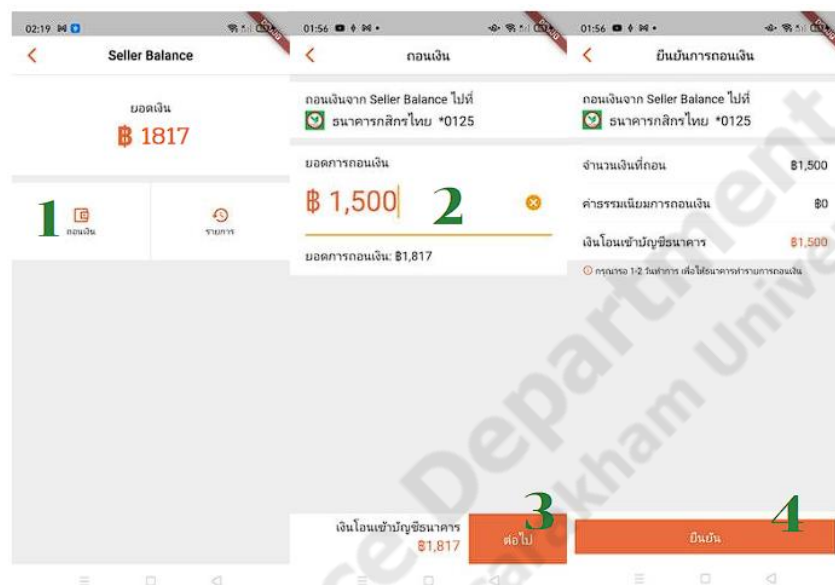 02:19
Seller Balance
ยอดเงิน
฿ 1817
1
ถอนเงิน
รายการ
01:56
ถอนเงิน
ถอนเงินจาก Seller Balance ไปที่
ธนาคารกสิกรไทย *0125
ยอดการถอนเงิน
฿ 1,500
2
ยอดการถอนเงิน: ฿1,817
เงินโอนเข้าบัญชีธนาคาร
฿1,817
3
ต่อไป
01:56
ยืนยันการถอนเงิน
ถอนเงินจาก Seller Balance ไปที่
ธนาคารกสิกรไทย *0125
จำนวนเงินที่ถอน ฿1,500
ค่าธรรมเนียมการถอนเงิน ฿0
เงินโอนเข้าบัญชีธนาคาร ฿1,500
กรุณารอ 1-2 วันทำการ เพื่อให้ธนาคารทำรายการถอนเงิน
4
ยืนยัน
Department